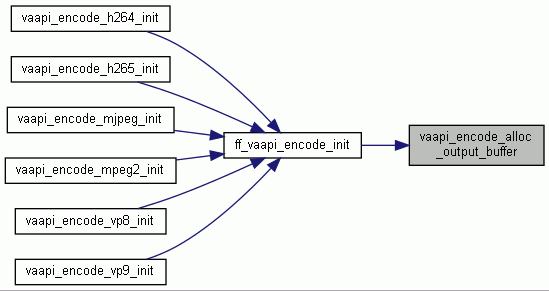 vaapi_encode_h264_init
vaapi_encode_h265_init
vaapi_encode_mjpeg_init
vaapi_encode_mpeg2_init
vaapi_encode_vp8_init
vaapi_encode_vp9_init
ff_vaapi_encode_init
vaapi_encode_alloc
_output_buffer